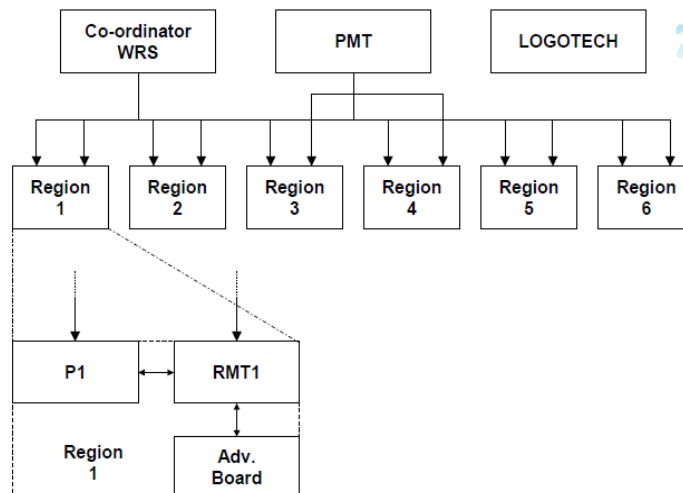 Co-ordinator
WRS
PMT
LOGOTECH
Region
1
Region
2
Region
3
Region
4
Region
5
Region
6
P1
RMT1
Region
1
Adv.
Board